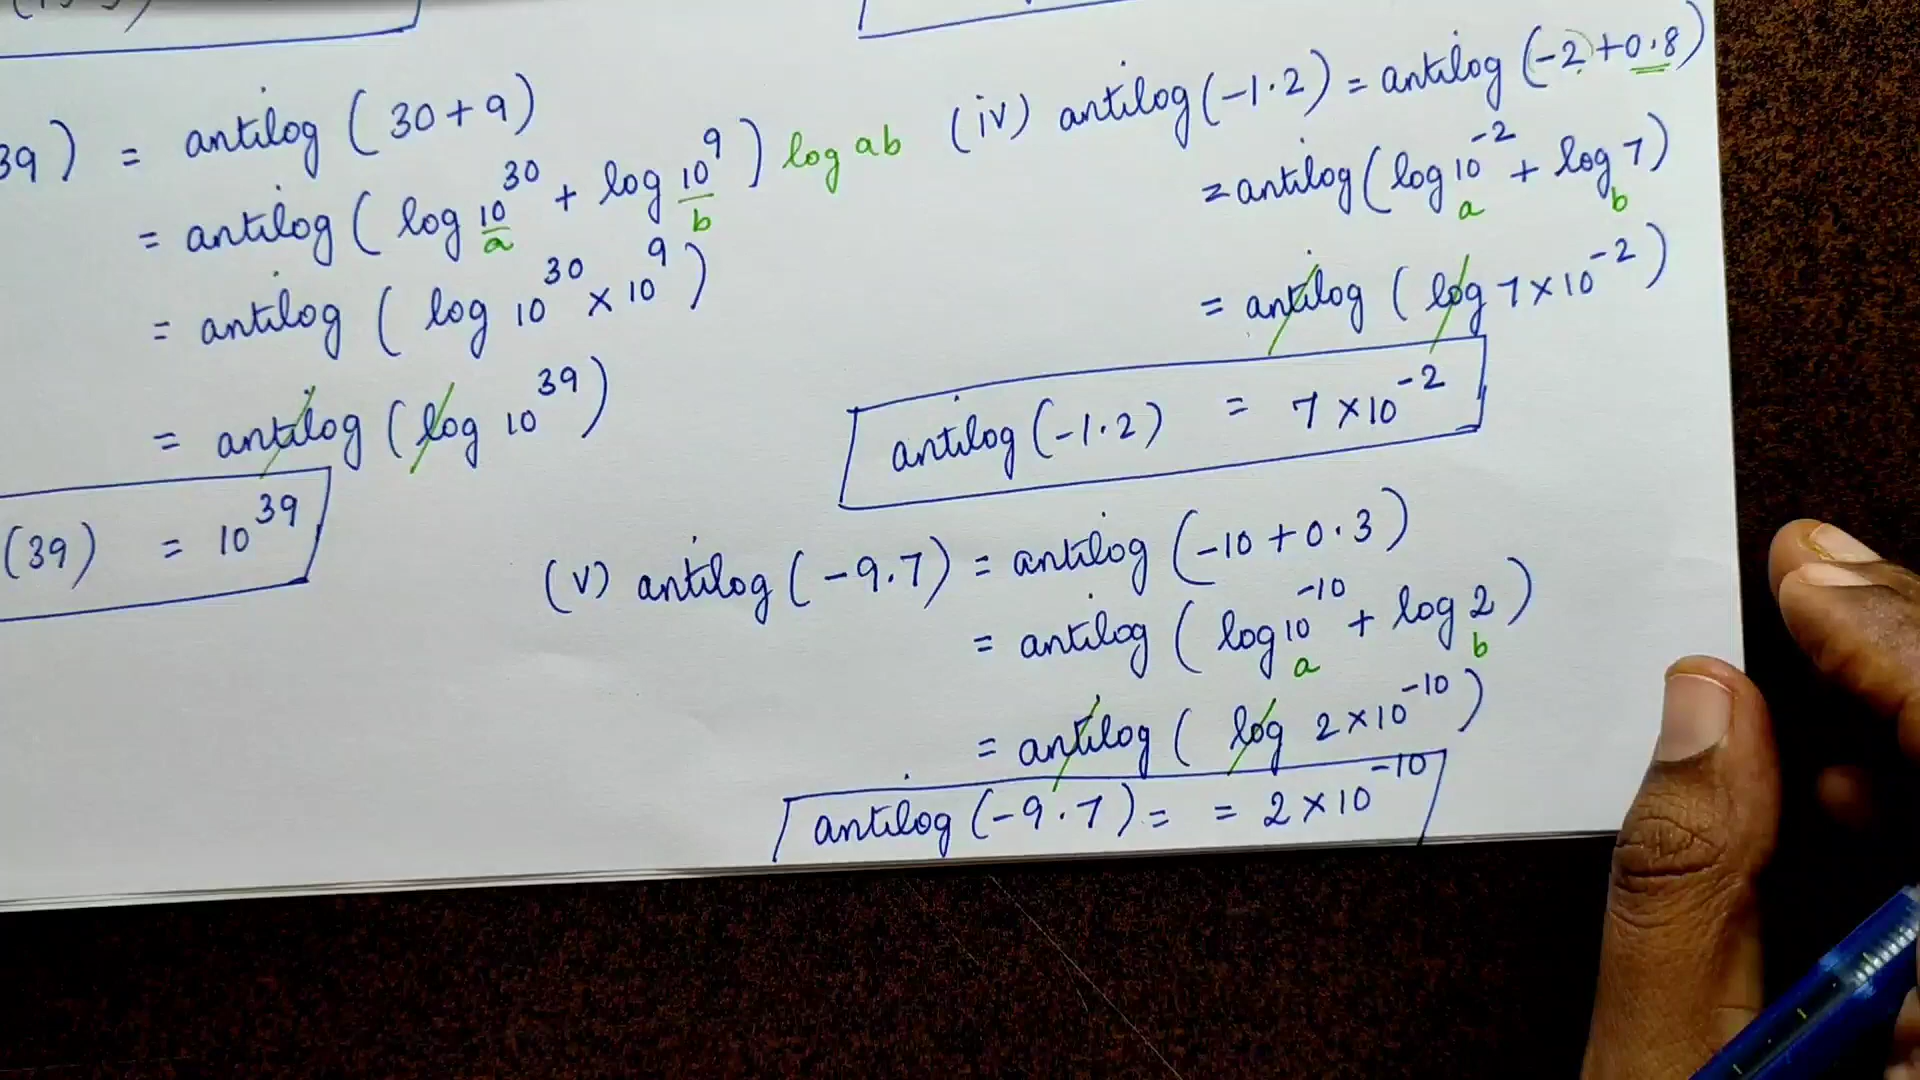 39) = antilog (30+9)
= antilog ( log 10^30 + log 10^9 ) log ab
a b
= antilog ( log 10^30 × 10^9 )
= antilog ( log 10^39 )
(39) = 10^39
(iv) antilog (-1.2) = antilog (-2+0.8)
= antilog ( log 10^-2 + log 7)
a b
= antilog ( log 7×10^-2 )
antilog (-1.2) = 7×10^-2
(v) antilog (-9.7) = antilog (-10+0.3)
= antilog ( log 10^-10 + log 2 )
a b
= antilog ( log 2×10^-10 )
antilog (-9.7) = = 2×10^-10